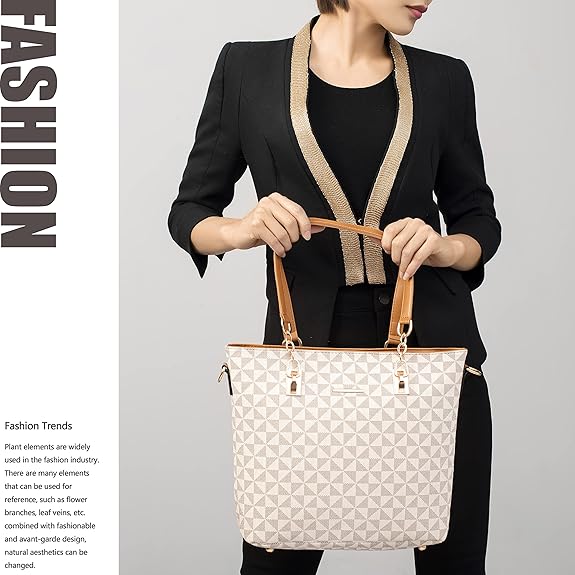 FASHION
Fashion Trends
Plant elements are widely
used in the fashion industry.
There are many elements
that can be used for
reference, such as flower
branches, leaf veins, etc.
combined with fashionable
and avant-garde design,
natural aesthetics can be
changed.